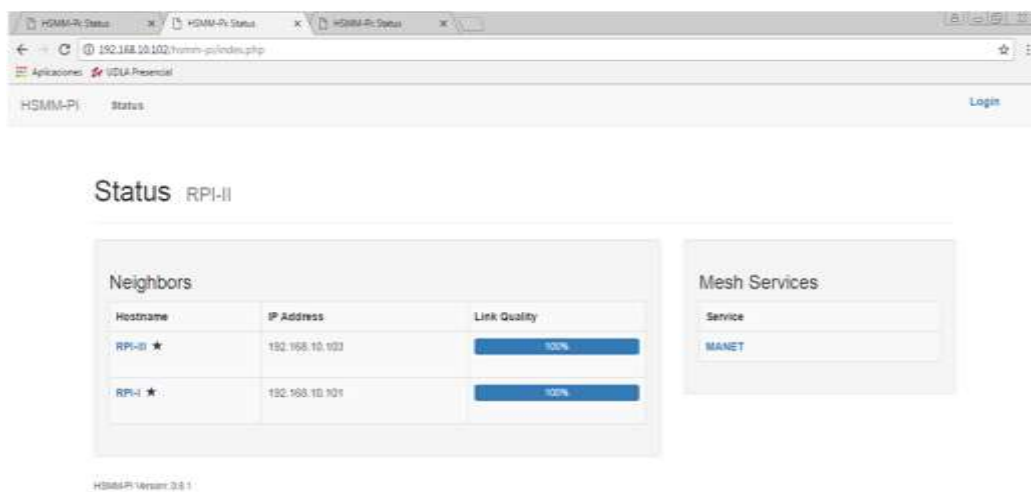 HSMM-Pi Status
HSMM-Pi Status
HSMM-Pi Status
192.168.10.102/hsmm-pi/index.php
Aplicaciones UDLA Presencial
HSMM-Pi Status Login
Status RPI-II
Neighbors
Hostname IP Address Link Quality
RPI-III ★ 192.168.10.103 100%
RPI-I ★ 192.168.10.101 100%
Mesh Services
Service
MANET
HSMM-Pi Version: 0.6.1